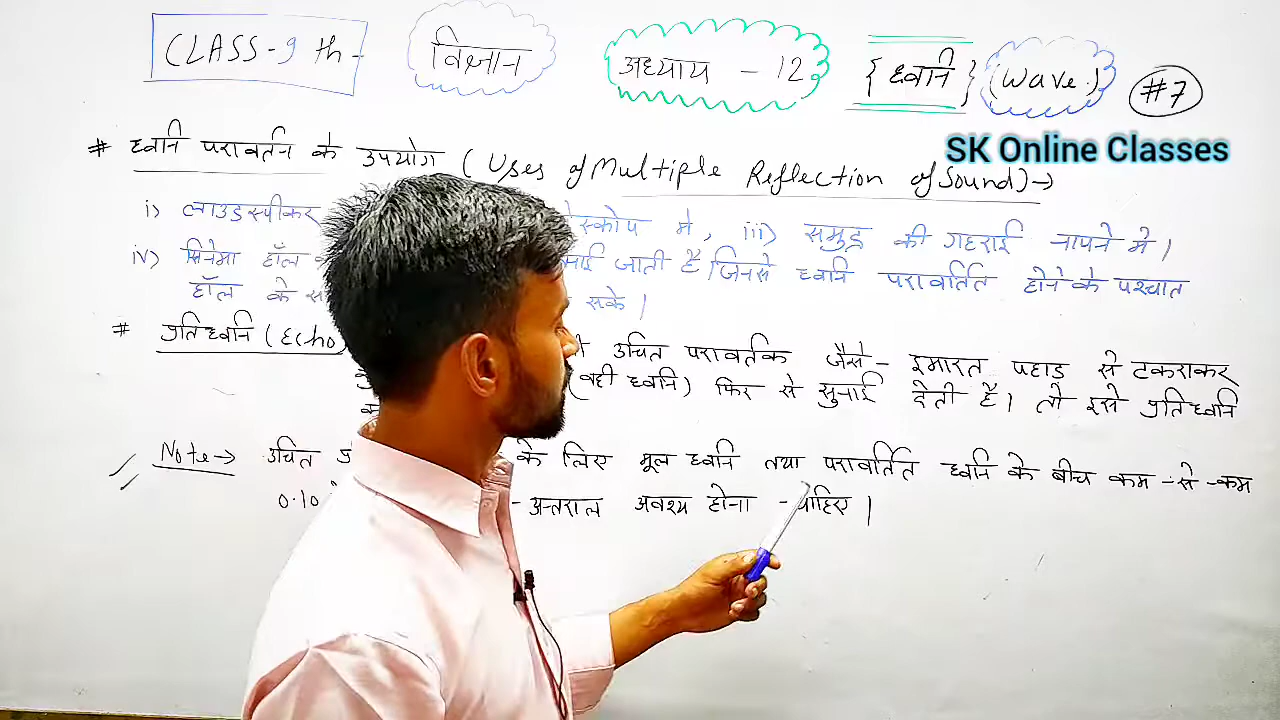 CLASS-9 th विज्ञान अध्याय - 12 {ध्वनि} (Wave) #7
SK Online Classes
# ध्वनि परावर्तन के उपयोग (Uses of Multiple Reflection of Sound)→
i) लाउडस्पीकर स्कोप में, iii) समुद्र की गहराई नापने में।
iv) सिनेमा हॉल जाती है जिनसे ध्वनि परावर्तित होने के पश्चात
हॉल के सके।
# प्रतिध्वनि (Echo उचित परावर्तक जैसे- इमारत पहाड़ से टकराकर
(वही ध्वनि) फिर से सुनाई देती है। तो इसे प्रतिध्वनि
Note→ उचित के लिए मूल ध्वनि तथा परावर्तित ध्वनि के बीच कम-से-कम
0.10 - अन्तराल अवश्य होना चाहिए।